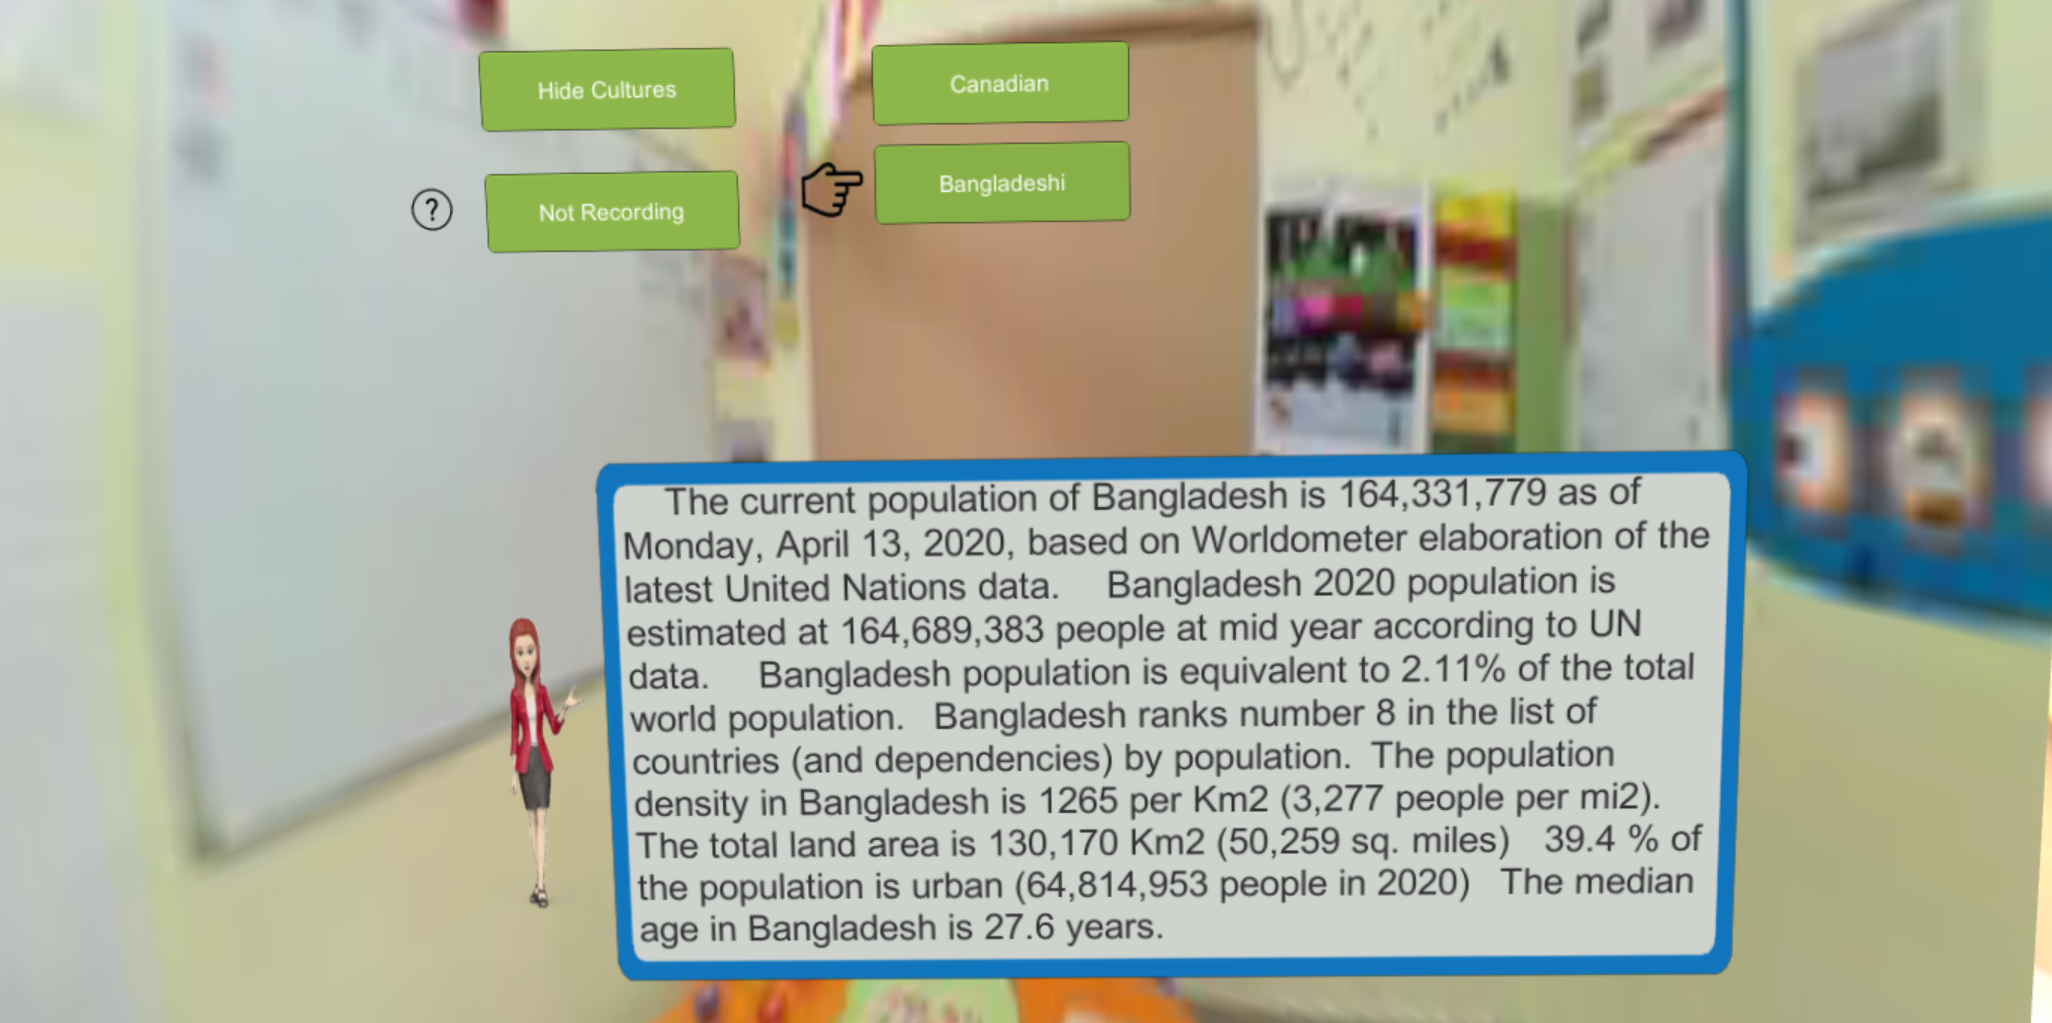 Hide Cultures
Canadian
Not Recording
?
Bangladeshi
The current population of Bangladesh is 164,331,779 as of
Monday, April 13, 2020, based on Worldometer elaboration of the
latest United Nations data. Bangladesh 2020 population is
estimated at 164,689,383 people at mid year according to UN
data. Bangladesh population is equivalent to 2.11% of the total
world population. Bangladesh ranks number 8 in the list of
countries (and dependencies) by population. The population
density in Bangladesh is 1265 per Km2 (3,277 people per mi2).
The total land area is 130,170 Km2 (50,259 sq. miles) 39.4 % of
the population is urban (64,814,953 people in 2020) The median
age in Bangladesh is 27.6 years.